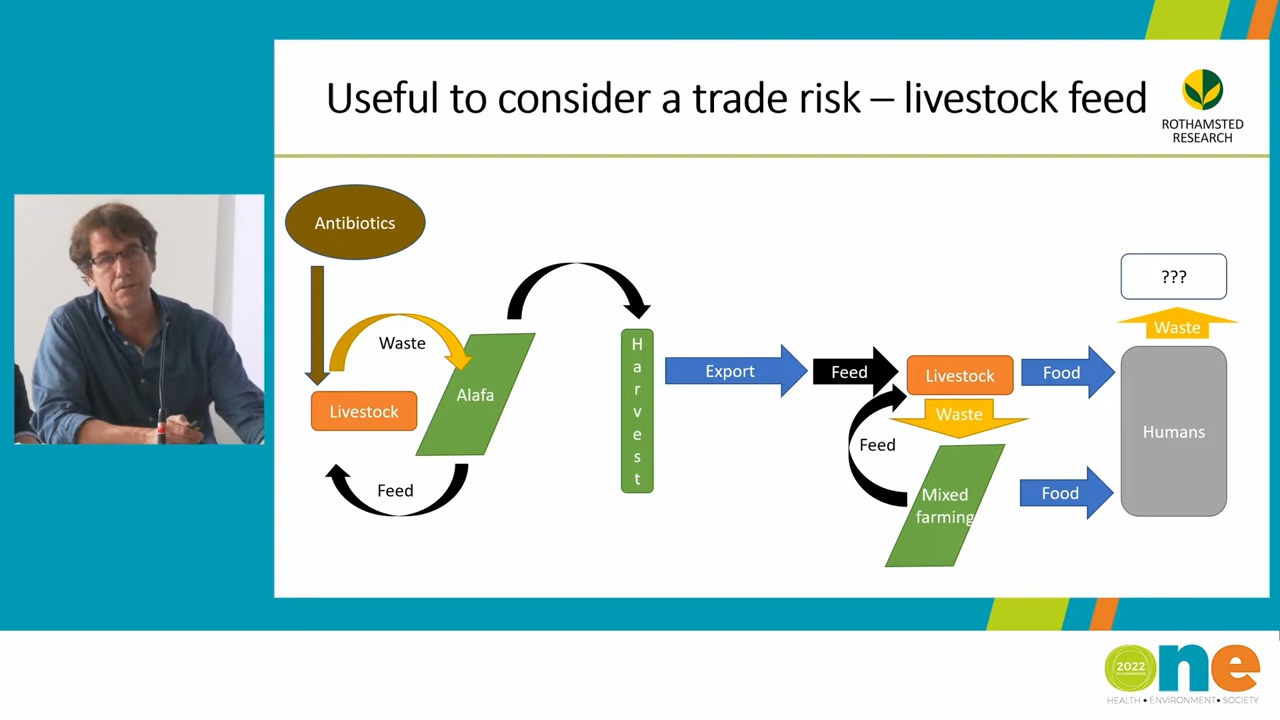 Useful to consider a trade risk – livestock feed
ROTHAMSTED
RESEARCH
Antibiotics
Waste
Alafa
Livestock
Feed
Harvest
Export
Feed
Livestock
Food
Waste
Feed
Mixed
farming
Food
???
Waste
Humans
2022
one
HEALTH • ENVIRONMENT • SOCIETY